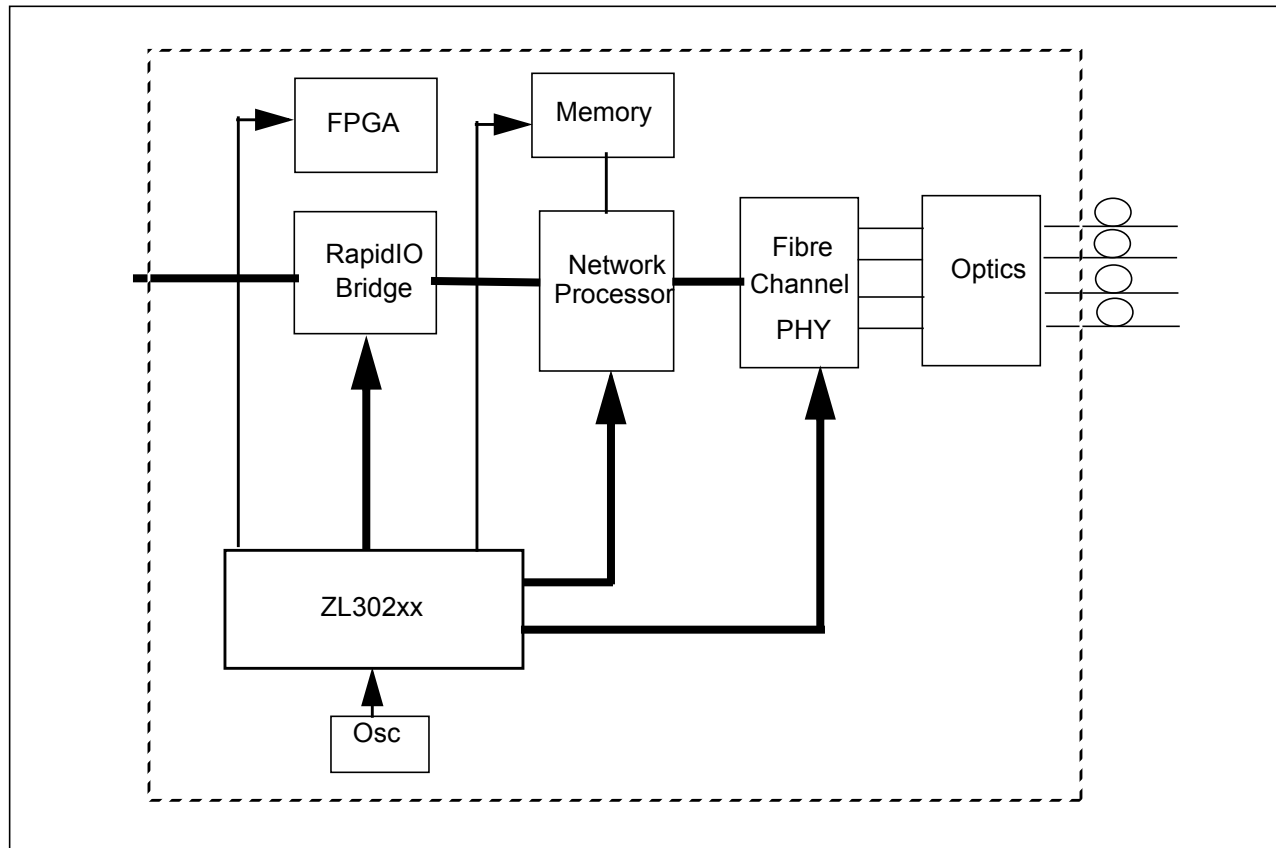 FPGA
Memory
RapidIO
Bridge
Network
Processor
Fibre
Channel
PHY
Optics
ZL302xx
Osc